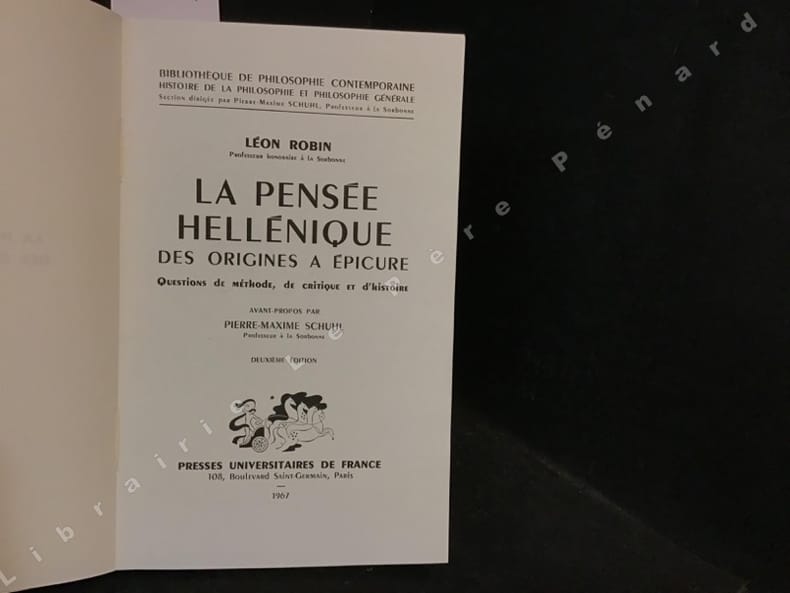 BIBLIOTHÈQUE DE PHILOSOPHIE CONTEMPORAINE
HISTOIRE DE LA PHILOSOPHIE ET PHILOSOPHIE GÉNÉRALE
Section dirigée par Pierre-Maxime SCHUHL, Professeur à la Sorbonne
LÉON ROBIN
Professeur honoraire à la Sorbonne
LA PENSÉE
HELLÉNIQUE
DES ORIGINES A ÉPICURE
Questions de méthode, de critique et d'histoire
AVANT-PROPOS PAR
PIERRE-MAXIME SCHUHL
Professeur à la Sorbonne
DEUXIÈME ÉDITION
PRESSES UNIVERSITAIRES DE FRANCE
108, Boulevard Saint-Germain, Paris
1967
Librairie Le Père Pénard